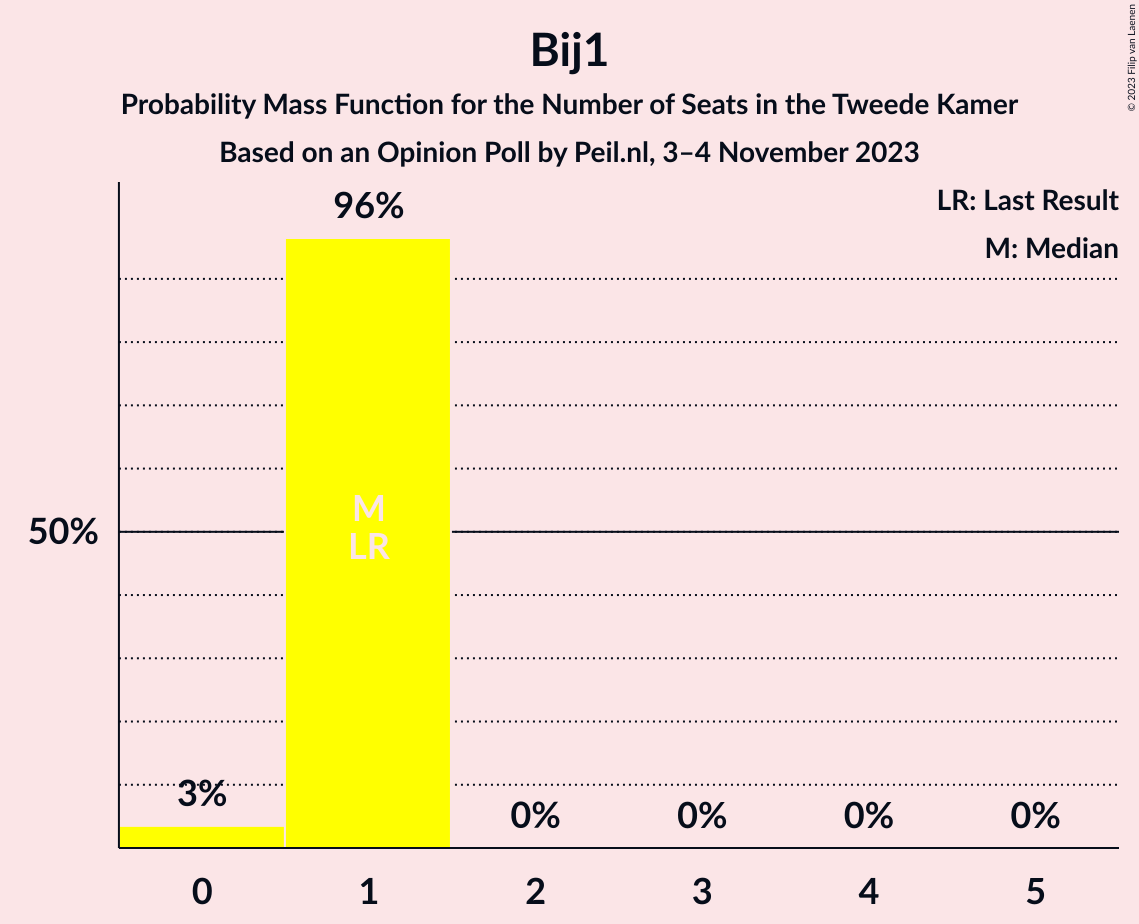 Bij1
Probability Mass Function for the Number of Seats in the Tweede Kamer
Based on an Opinion Poll by Peil.nl, 3–4 November 2023
© 2023 Filip van Laenen
LR: Last Result
M: Median
96%
M
LR
50%
3%
0%
0%
0%
0%
0
1
2
3
4
5